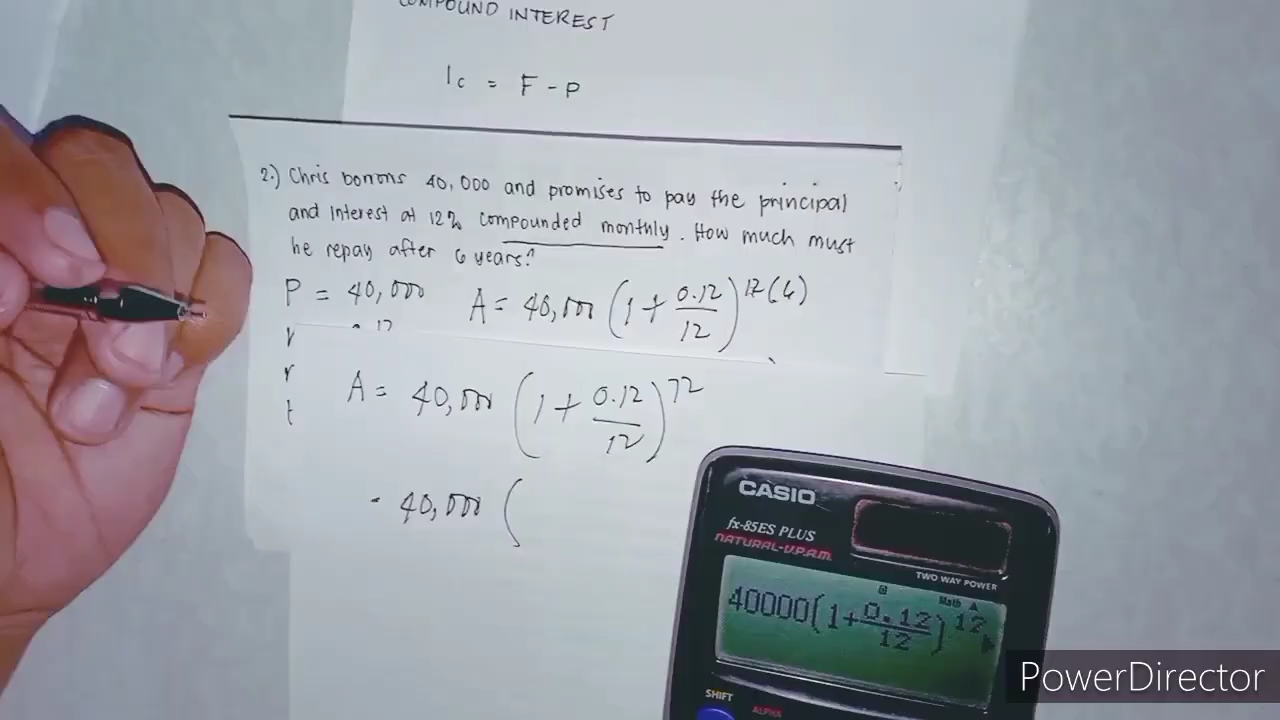 COMPOUND INTEREST
Ic = F - P
2.) Chris borrows 40,000 and promises to pay the principal
and interest at 12% compounded monthly. How much must
he repay after 6 years?
P = 40,000 A = 40,000 (1 + 0.12/12)^12(6)
r
t
A = 40,000 (1 + 0.12/12)^72
= 40,000 (
CASIO
fx-85ES PLUS
NATURAL-V.P.A.M.
TWO WAY POWER
Math
40000(1+0.12/12)^12
SHIFT
ALPHA
PowerDirector